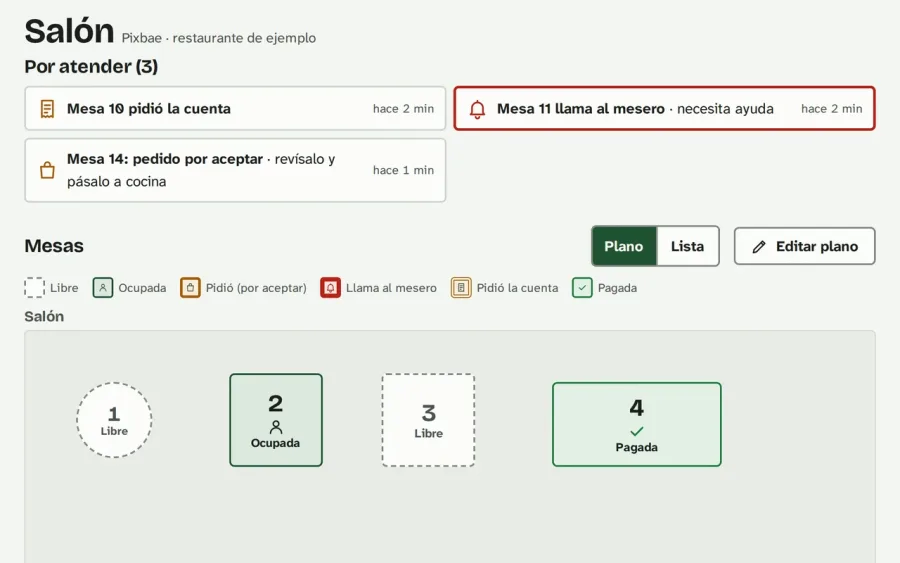 Salón Pixbae · restaurante de ejemplo
Por atender (3)
Mesa 10 pidió la cuenta hace 2 min
Mesa 11 llama al mesero · necesita ayuda hace 2 min
Mesa 14: pedido por aceptar · revísalo y
pásalo a cocina
hace 1 min
Mesas
Plano
Lista
Editar plano
Libre
Ocupada
Pidió (por aceptar)
Llama al mesero
Pidió la cuenta
Pagada
Salón
1
Libre
2
Ocupada
3
Libre
4
Pagada